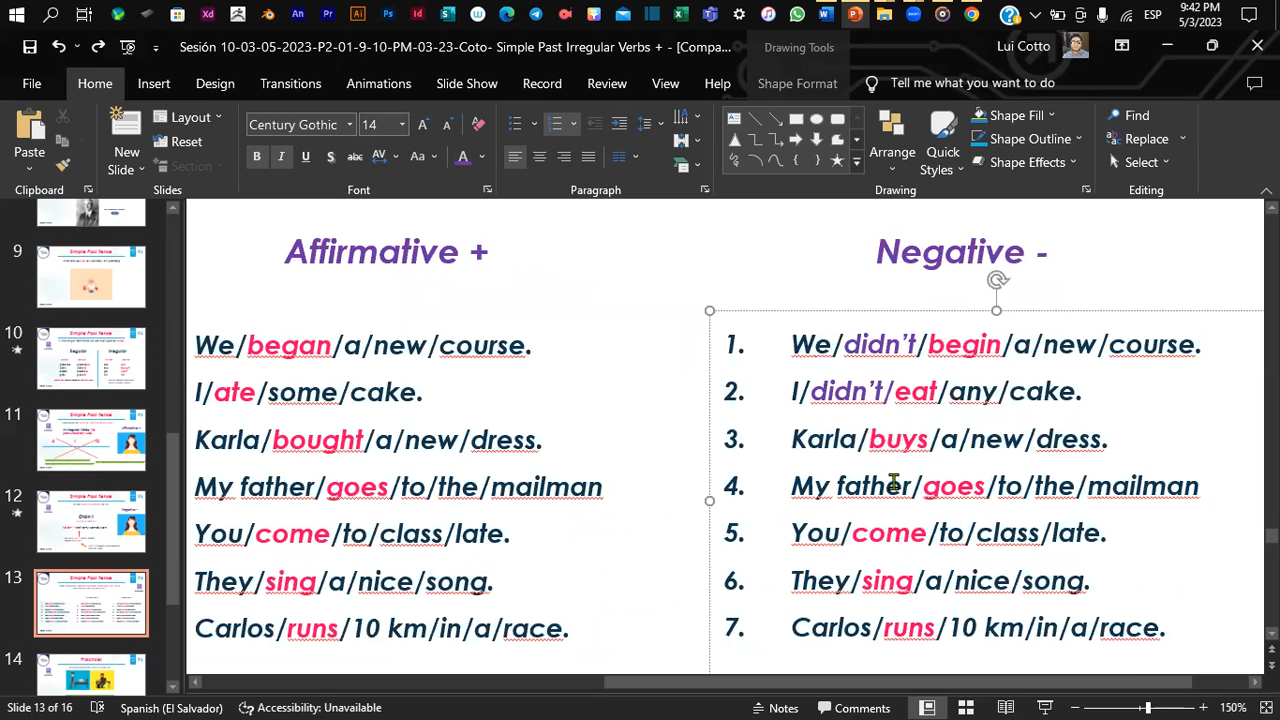 9:42 PM
ESP
5/3/2023
Sesión 10-03-05-2023-P2-01-9-10-PM-03-23-Coto- Simple Past Irregular Verbs + - [Compa...
Drawing Tools
Lui Cotto
File
Home
Insert
Design
Transitions
Animations
Slide Show
Record
Review
View
Help
Shape Format
Tell me what you want to do
Paste
Clipboard
New Slide
Layout
Reset
Section
Slides
Century Gothic
14
Font
Paragraph
Arrange
Quick Styles
Shape Fill
Shape Outline
Shape Effects
Drawing
Find
Replace
Select
Editing
9
10
11
12
13
14
Affirmative +
We/began/a/new/course.
I/ate/some/cake.
Karla/bought/a/new/dress.
My father/goes/to/the/mailman
You/come/to/class/late.
They/sing/a/nice/song.
Carlos/runs/10 km/in/a/race.
Negative -
1. We/didn't/begin/a/new/course.
2. I/didn't/eat/any/cake.
3. Karla/buys/a/new/dress.
4. My father/goes/to/the/mailman
5. You/come/to/class/late.
6. They/sing/a/nice/song.
7. Carlos/runs/10 km/in/a/race.
Slide 13 of 16
Spanish (El Salvador)
Accessibility: Unavailable
Notes
Comments
150%